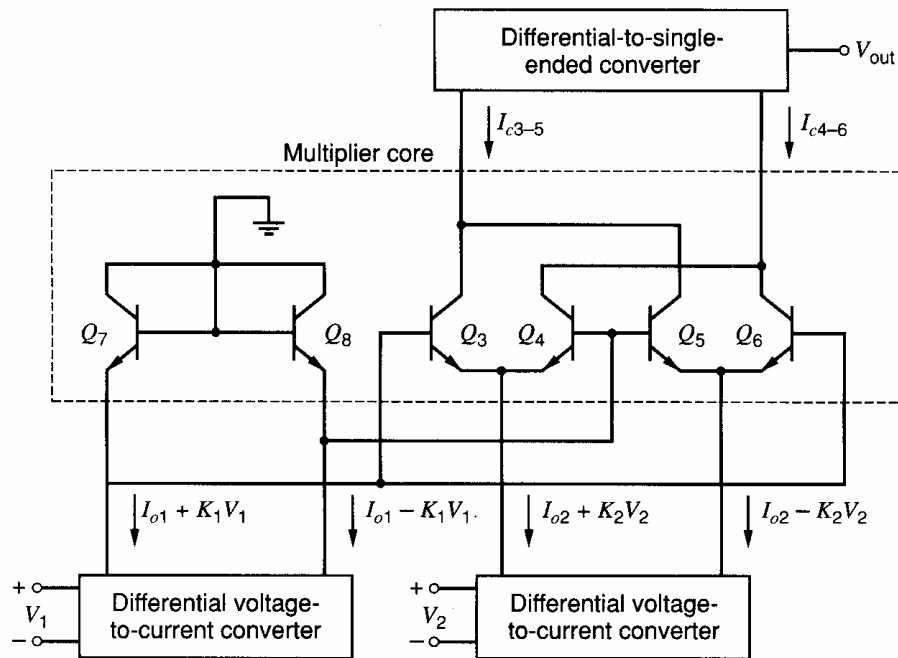 Differential-to-single-
ended converter
V_out
I_c3–5
I_c4–6
Multiplier core
Q_7
Q_8
Q_3
Q_4
Q_5
Q_6
I_o1 + K_1V_1
I_o1 − K_1V_1.
I_o2 + K_2V_2
I_o2 − K_2V_2
+
V_1
−
Differential voltage-
to-current converter
+
V_2
−
Differential voltage-
to-current converter